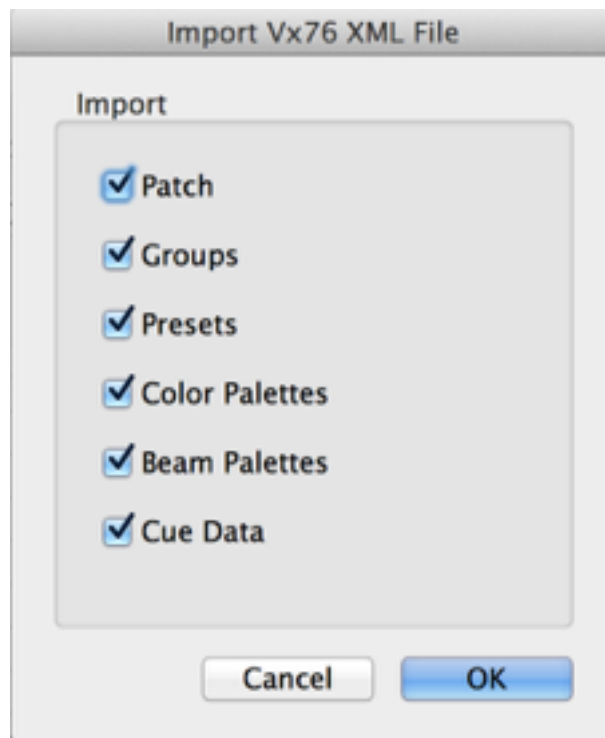 Import Vx76 XML File
Import
Patch
Groups
Presets
Color Palettes
Beam Palettes
Cue Data
Cancel OK